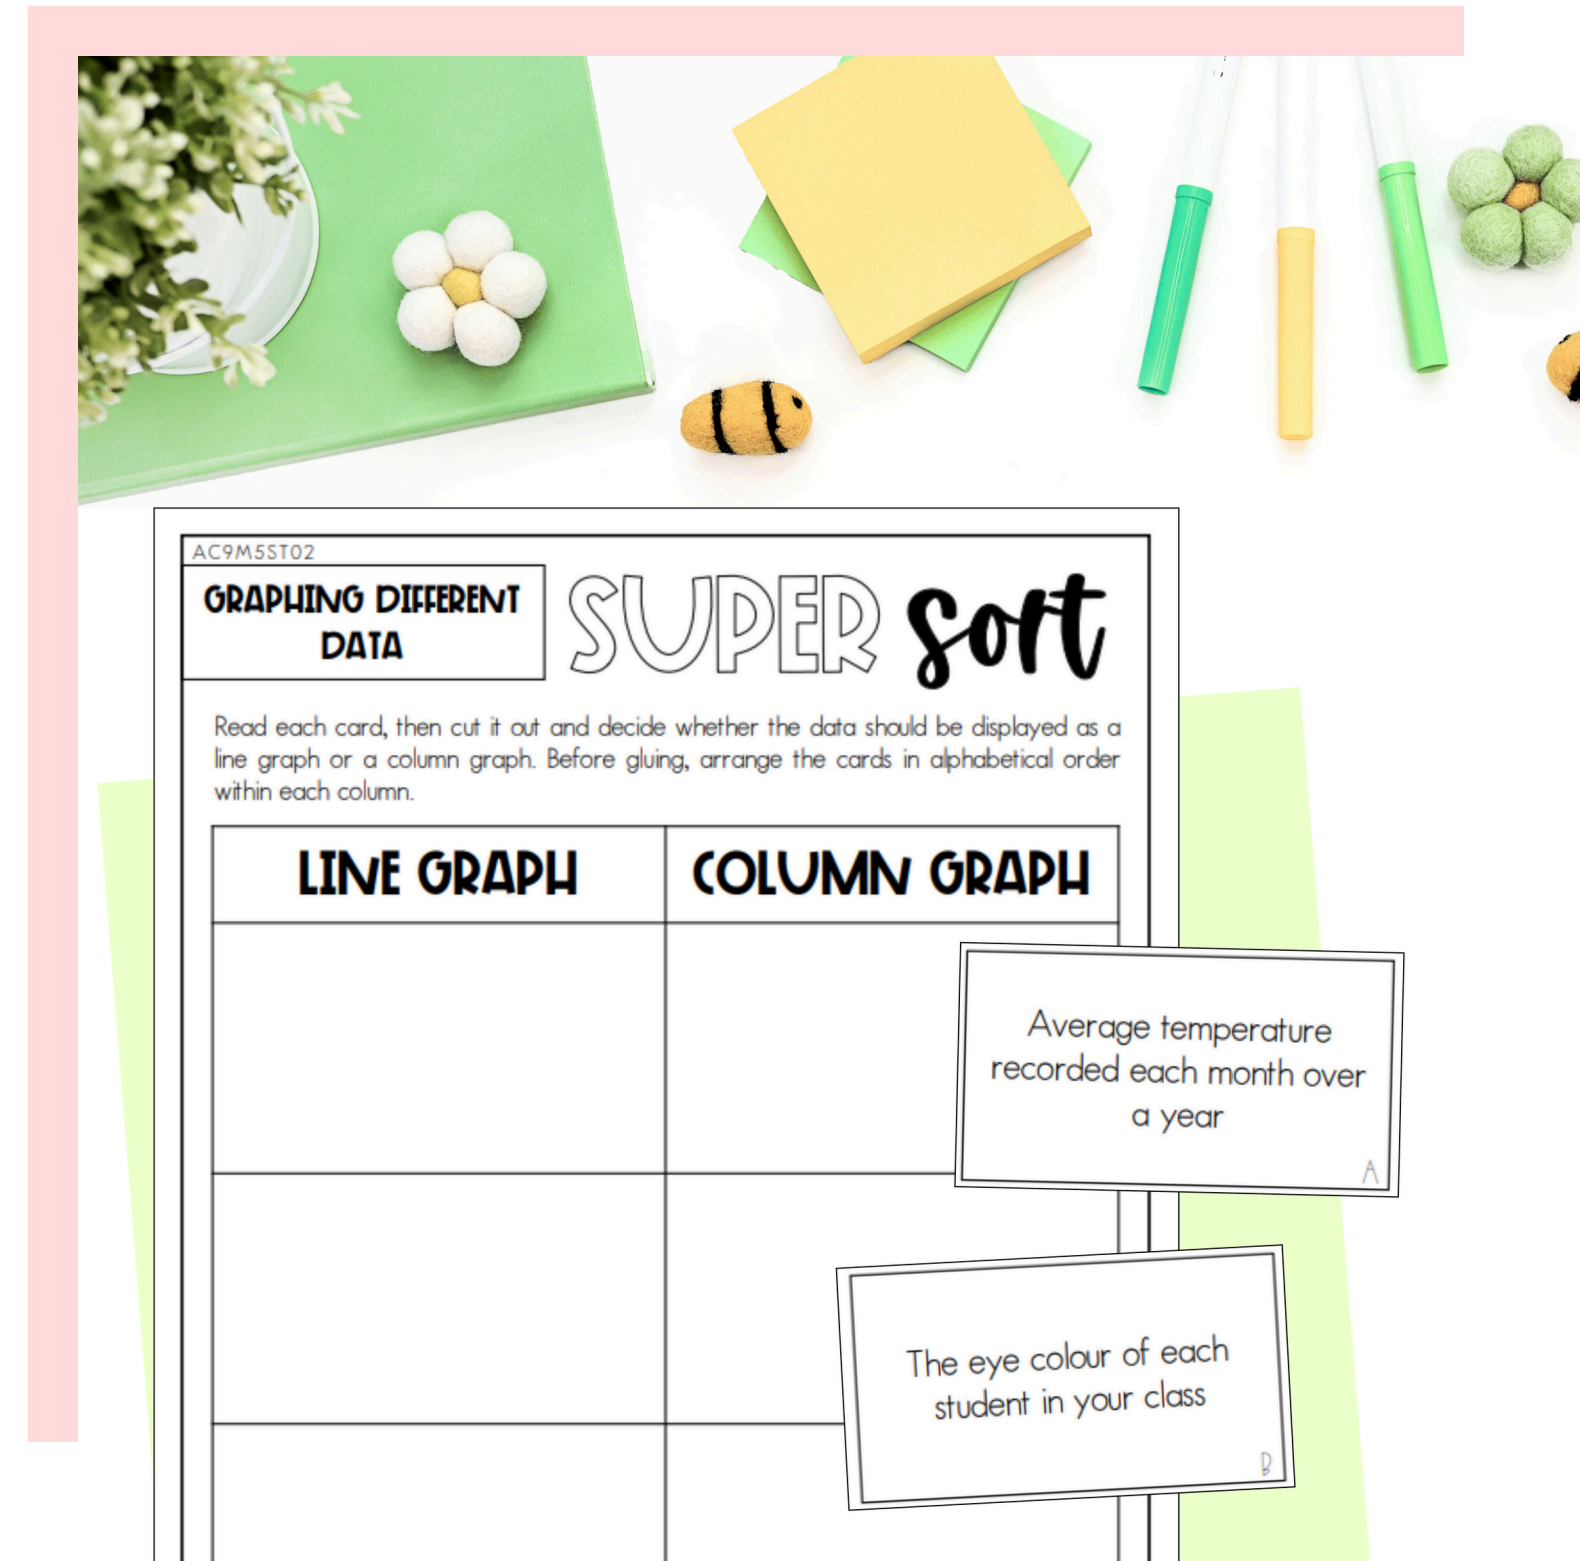 AC9M5ST02
GRAPHING DIFFERENT
DATA
SUPER sort
Read each card, then cut it out and decide whether the data should be displayed as a
line graph or a column graph. Before gluing, arrange the cards in alphabetical order
within each column.
LINE GRAPH
COLUMN GRAPH
Average temperature
recorded each month over
a year
A
The eye colour of each
student in your class
B